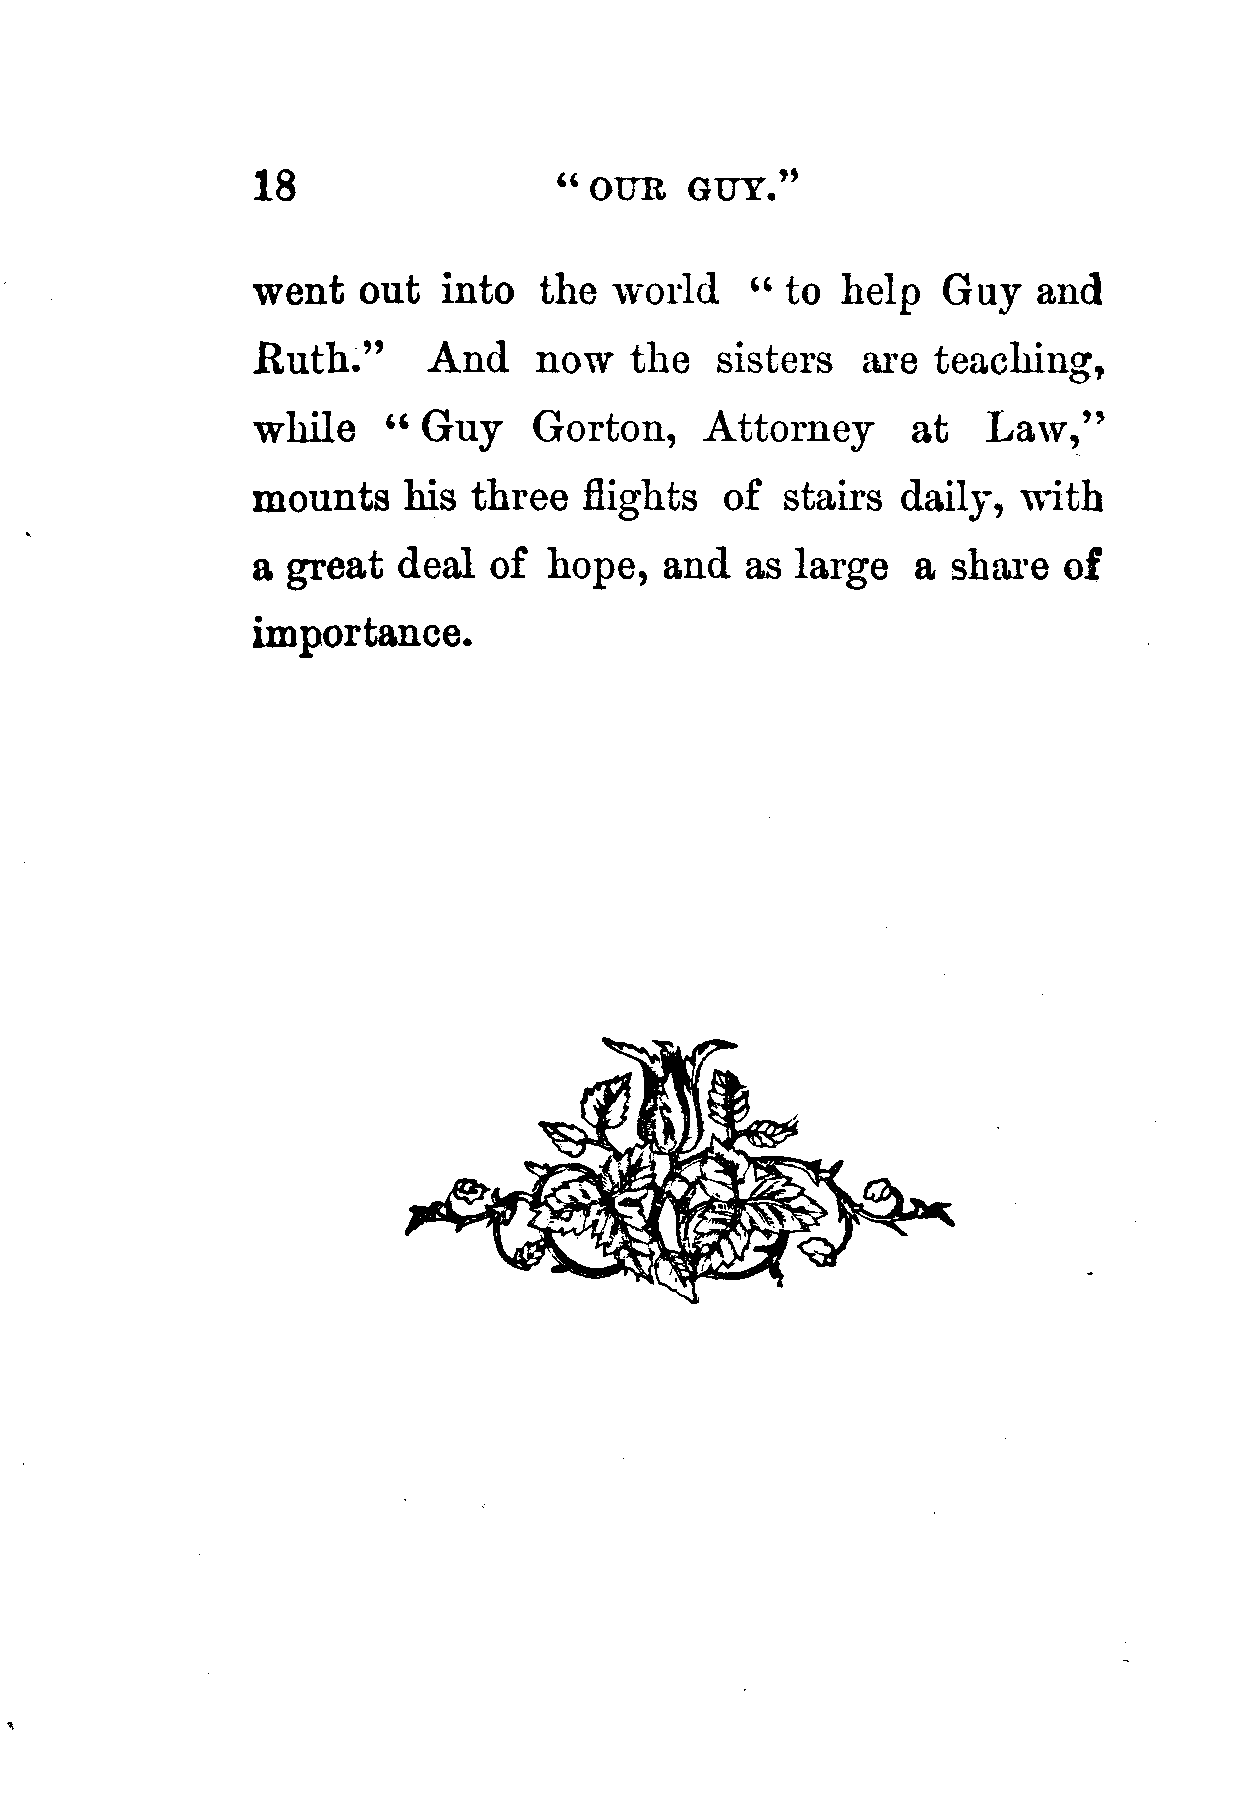 18 “ OUR GUY.”
went out into the world “ to help Guy and
Ruth.” And now the sisters are teaching,
while “ Guy Gorton, Attorney at Law,”
mounts his three flights of stairs daily, with
a great deal of hope, and as large a share of
importance.